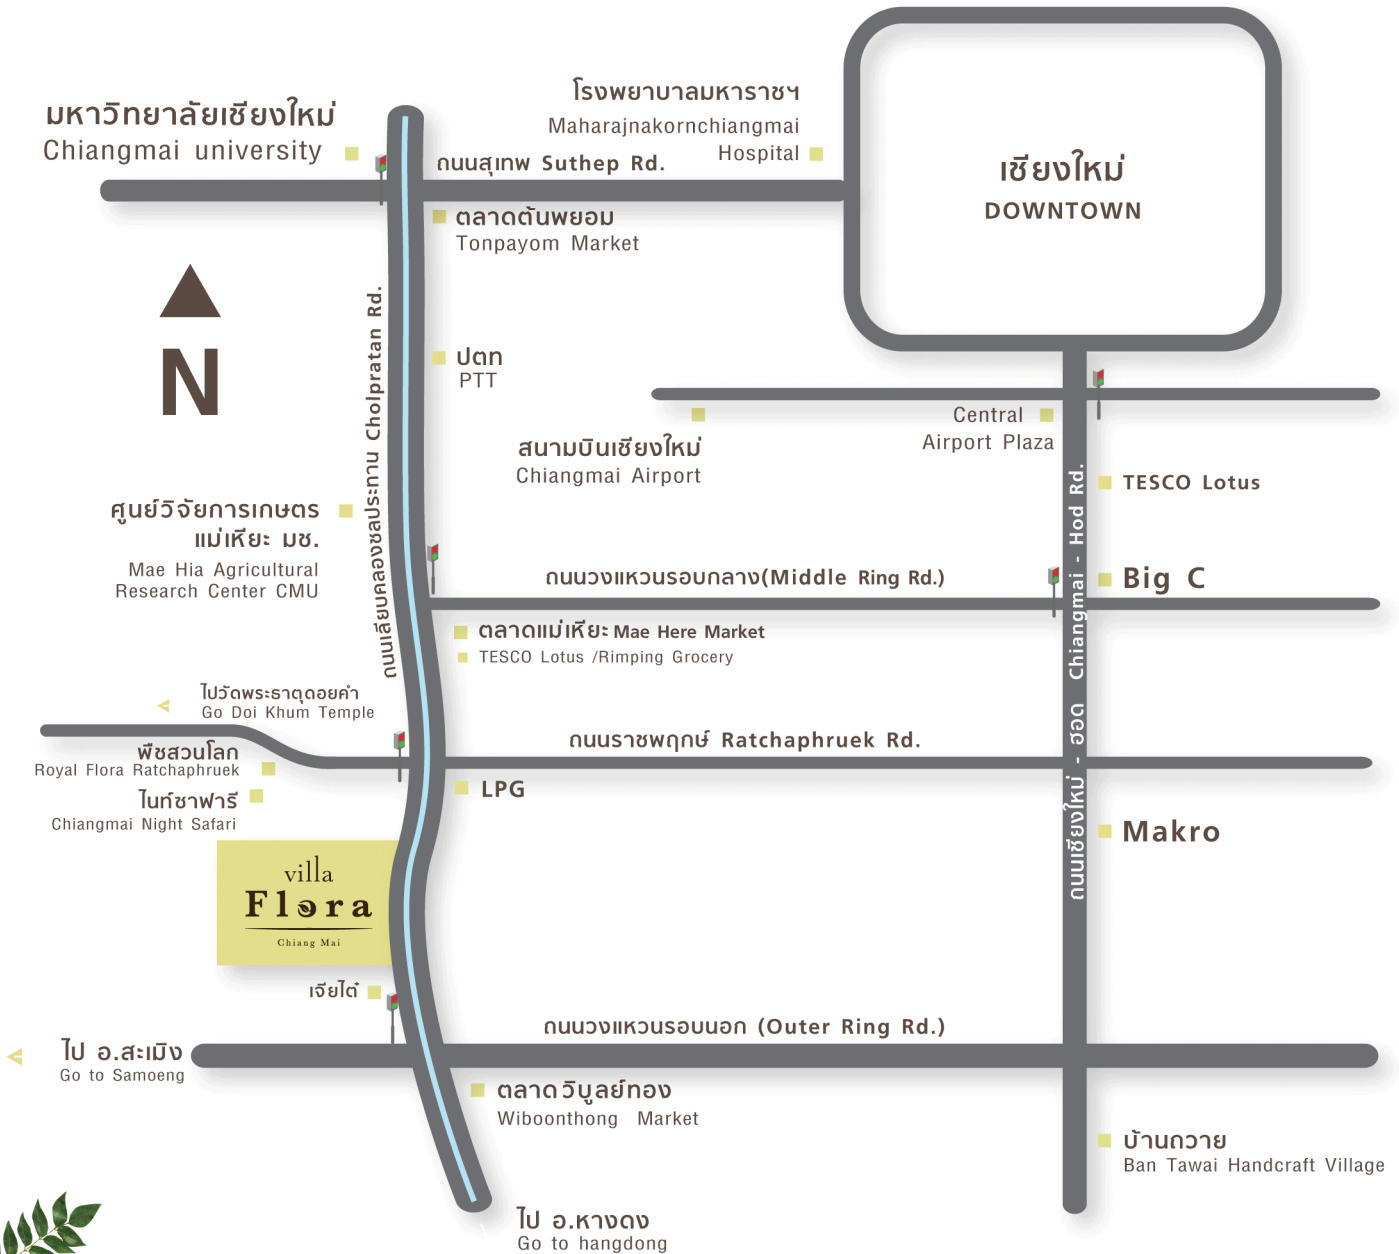 โรงพยาบาลมหาราชฯ
Maharajnakornchiangmai
Hospital
มหาวิทยาลัยเชียงใหม่
Chiangmai university
ถนนสุเทพ Suthep Rd.
เชียงใหม่
DOWNTOWN
ตลาดต้นพยอม
Tonpayom Market
N
ถนนเลียบคลองชลประทาน Cholpratan Rd.
ปตท
PTT
Central
Airport Plaza
สนามบินเชียงใหม่
Chiangmai Airport
TESCO Lotus
ถนนเชียงใหม่ - ฮอด Chiangmai - Hod Rd.
ศูนย์วิจัยการเกษตร
แม่เหียะ มช.
Mae Hia Agricultural
Research Center CMU
ถนนวงแหวนรอบกลาง(Middle Ring Rd.)
Big C
ตลาดแม่เหียะ Mae Here Market
TESCO Lotus /Rimping Grocery
ไปวัดพระธาตุดอยคำ
Go Doi Khum Temple
ถนนราชพฤกษ์ Ratchaphruek Rd.
พืชสวนโลก
Royal Flora Ratchaphruek
ไนท์ซาฟารี
Chiangmai Night Safari
LPG
Makro
villa
Flora
Chiang Mai
เจียไต๋
ถนนวงแหวนรอบนอก (Outer Ring Rd.)
ไป อ.สะเมิง
Go to Samoeng
ตลาดวิบูลย์ทอง
Wiboonthong Market
บ้านถวาย
Ban Tawai Handcraft Village
ไป อ.หางดง
Go to hangdong